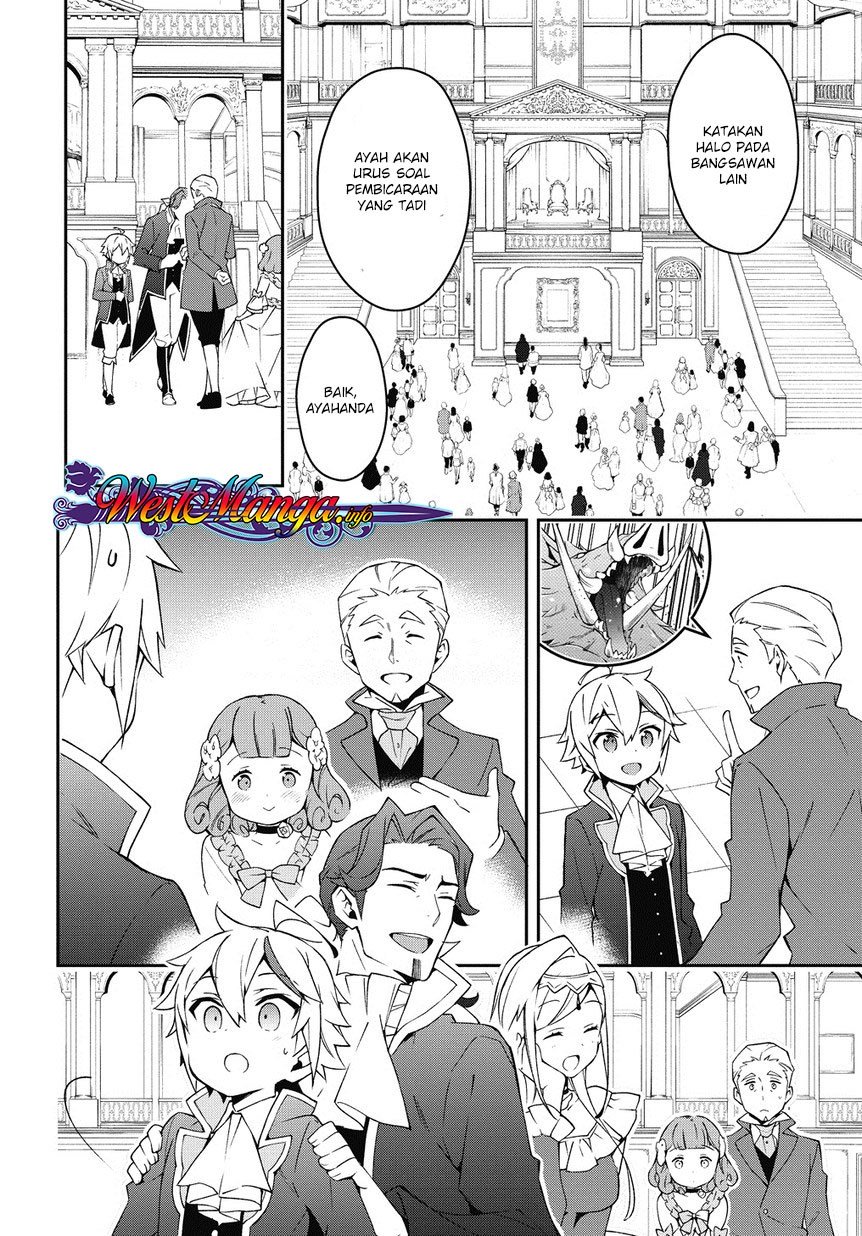 KATAKAN
HALO PADA
BANGSAWAN
LAIN
AYAH AKAN
URUS SOAL
PEMBICARAAN
YANG TADI
BAIK,
AYAHANDA
WestManga.info